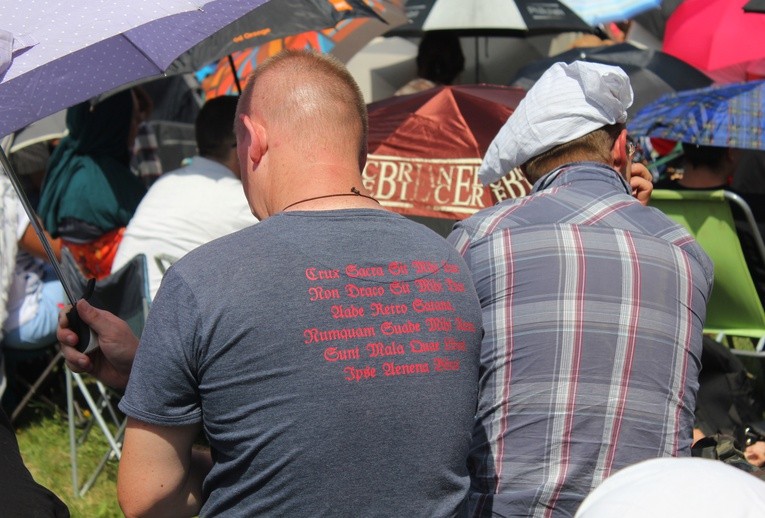 Crux Sacra Sit Mihi Lux
Non Draco Sit Mihi Dux
Vade Retro Satana
Numquam Suade Mihi Vana
Sunt Mala Quae Libas
Ipse Venena Bibas